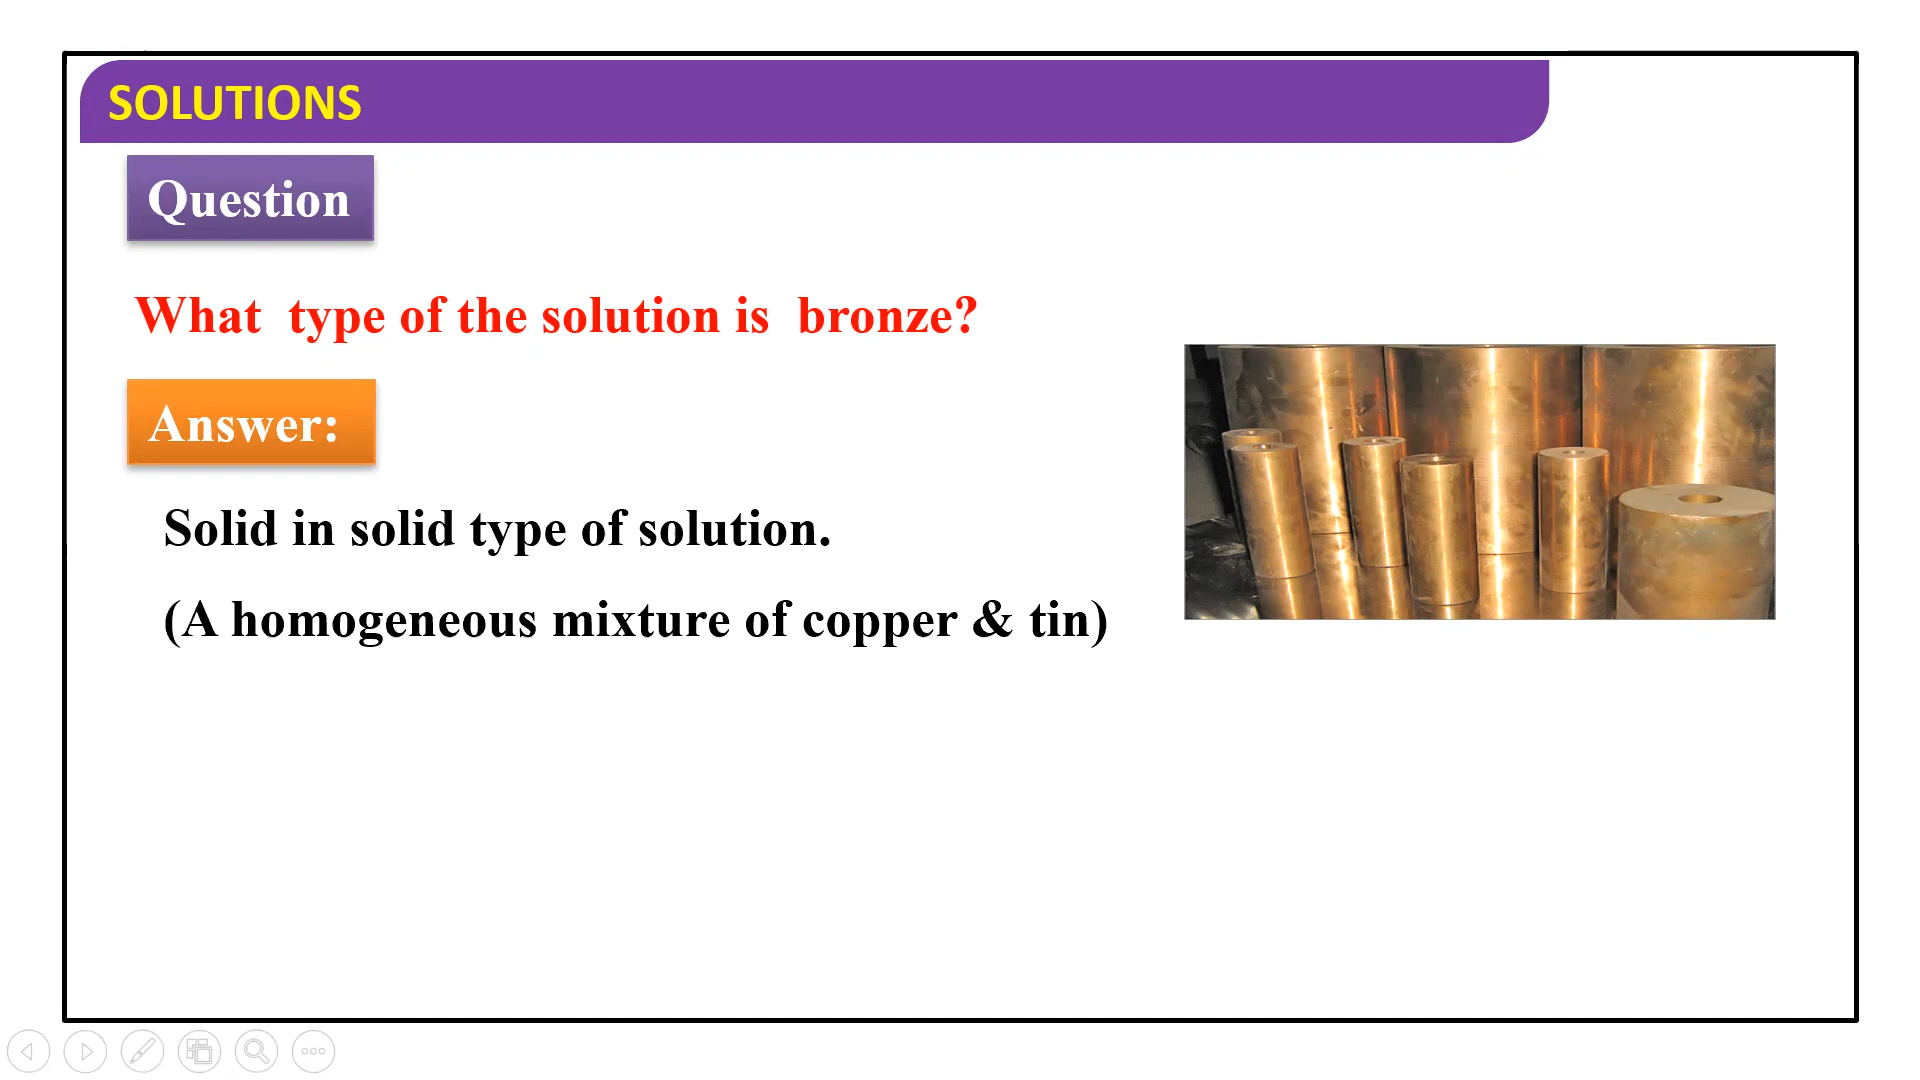 SOLUTIONS
Question
What type of the solution is bronze?
Answer:
Solid in solid type of solution.
(A homogeneous mixture of copper & tin)